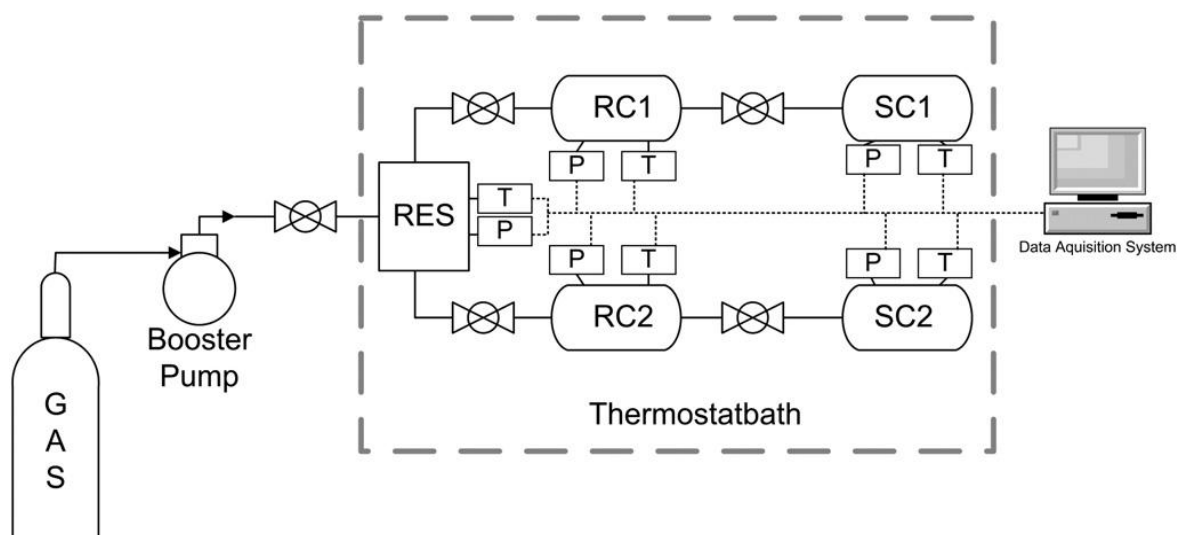 RC1
SC1
P
T
P
T
RES
T
P
Data Aquisition System
P
T
P
T
RC2
SC2
Booster
Pump
Thermostatbath
G
A
S